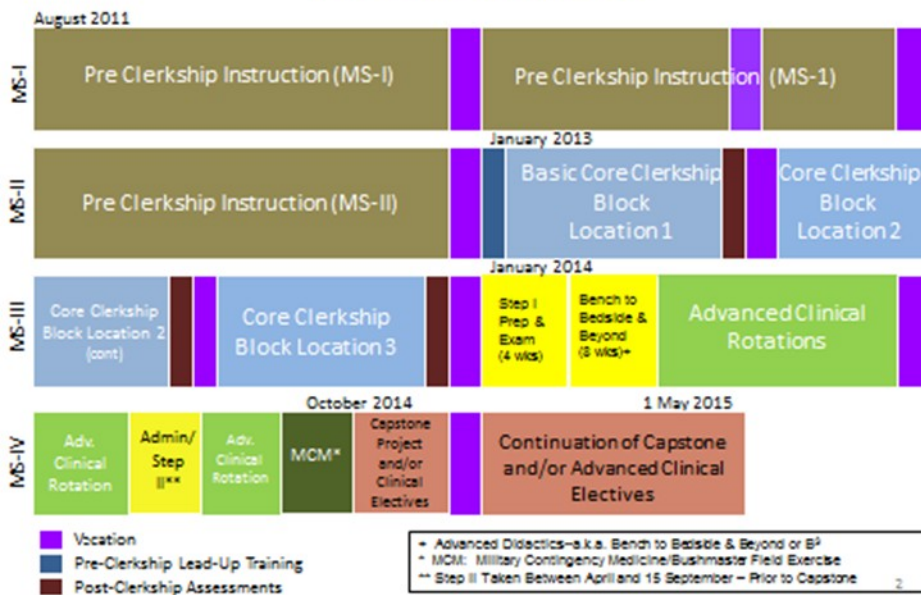 August 2011
MS-I
Pre Clerkship Instruction (MS-I)
Pre Clerkship Instruction (MS-1)
January 2013
MS-II
Pre Clerkship Instruction (MS-II)
Basic Core Clerkship
Block
Location 1
Core Clerkship
Block
Location 2
January 2014
MS-III
Core Clerkship
Block Location 2
(cont)
Core Clerkship
Block Location 3
Step I
Prep &
Exam
(4 wks)
Bench to
Bedside &
Beyond
(8 wks)+
Advanced Clinical
Rotations
October 2014
1 May 2015
MS-IV
Adv.
Clinical
Rotation
Admin/
Step
II**
Adv.
Clinical
Rotation
MCM*
Capstone
Project
and/or
Clinical
Electives
Continuation of Capstone
and/or Advanced Clinical
Electives
Vacation
Pre-Clerkship Lead-Up Training
Post-Clerkship Assessments
+ Advanced Didactics–a.k.a. Bench to Bedside & Beyond or B³
* MCM: Military Contingency Medicine/Bushmaster Field Exercise
** Step II Taken Between April and 15 September – Prior to Capstone
2